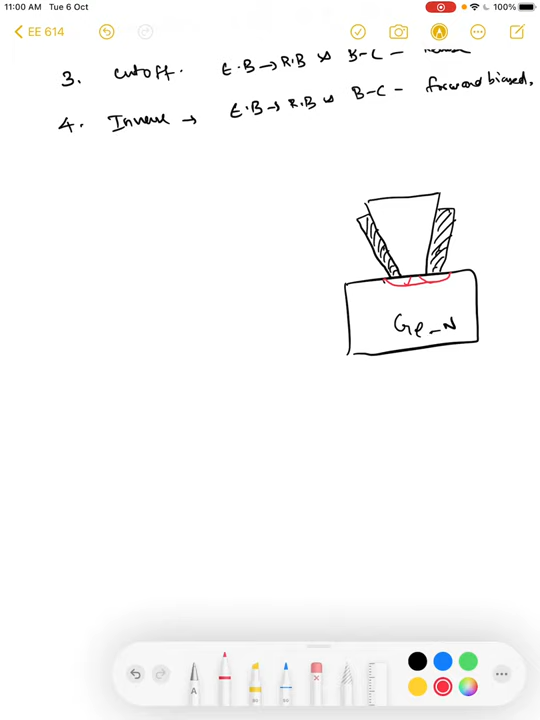 11:00 AM Tue 6 Oct 100%
EE 614
3. Cutoff. E.B→R.B B-C -
4. Inverse → E.B→R.B B-C - forward biased.
Ge-N
A